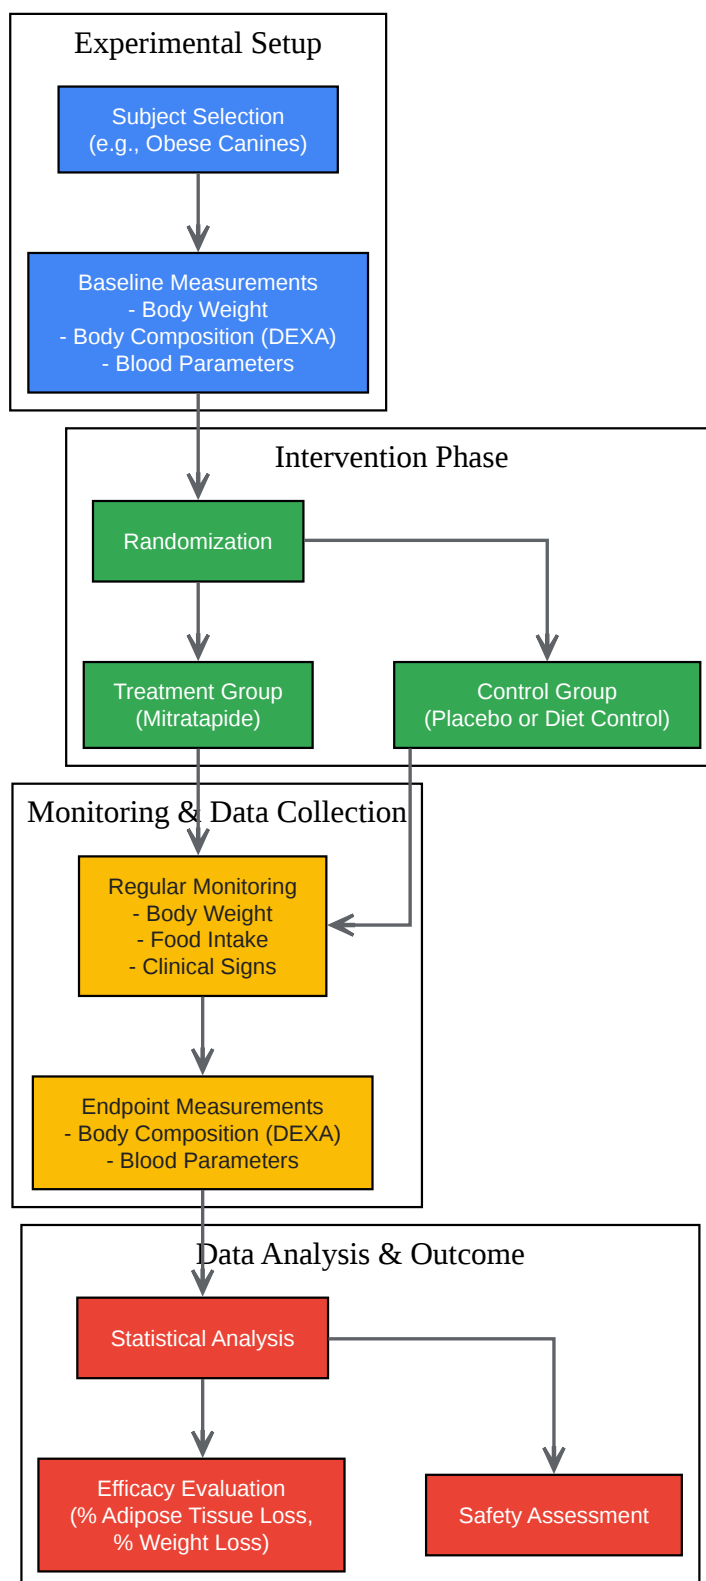 Experimental Setup
Subject Selection
(e.g., Obese Canines)
Baseline Measurements
- Body Weight
- Body Composition (DEXA)
- Blood Parameters
Intervention Phase
Randomization
Treatment Group
(Mitratapide)
Control Group
(Placebo or Diet Control)
Monitoring & Data Collection
Regular Monitoring
- Body Weight
- Food Intake
- Clinical Signs
Endpoint Measurements
- Body Composition (DEXA)
- Blood Parameters
Data Analysis & Outcome
Statistical Analysis
Efficacy Evaluation
(% Adipose Tissue Loss,
% Weight Loss)
Safety Assessment